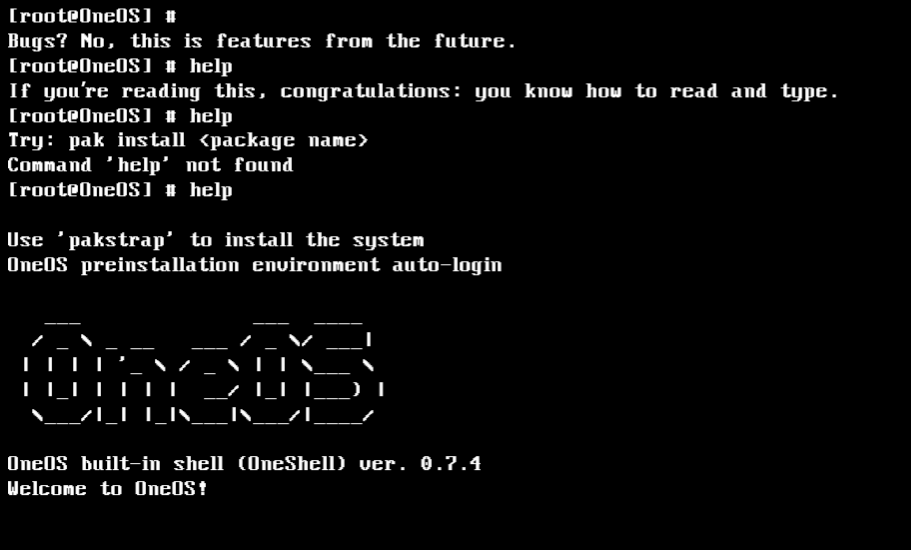 [root@OneOS] #
Bugs? No, this is features from the future.
[root@OneOS] # help
If you're reading this, congratulations: you know how to read and type.
[root@OneOS] # help
Try: pak install <package name>
Command 'help' not found
[root@OneOS] # help
Use 'pakstrap' to install the system
OneOS preinstallation environment auto-login
OneOS
OneOS built-in shell (OneShell) ver. 0.7.4
Welcome to OneOS!